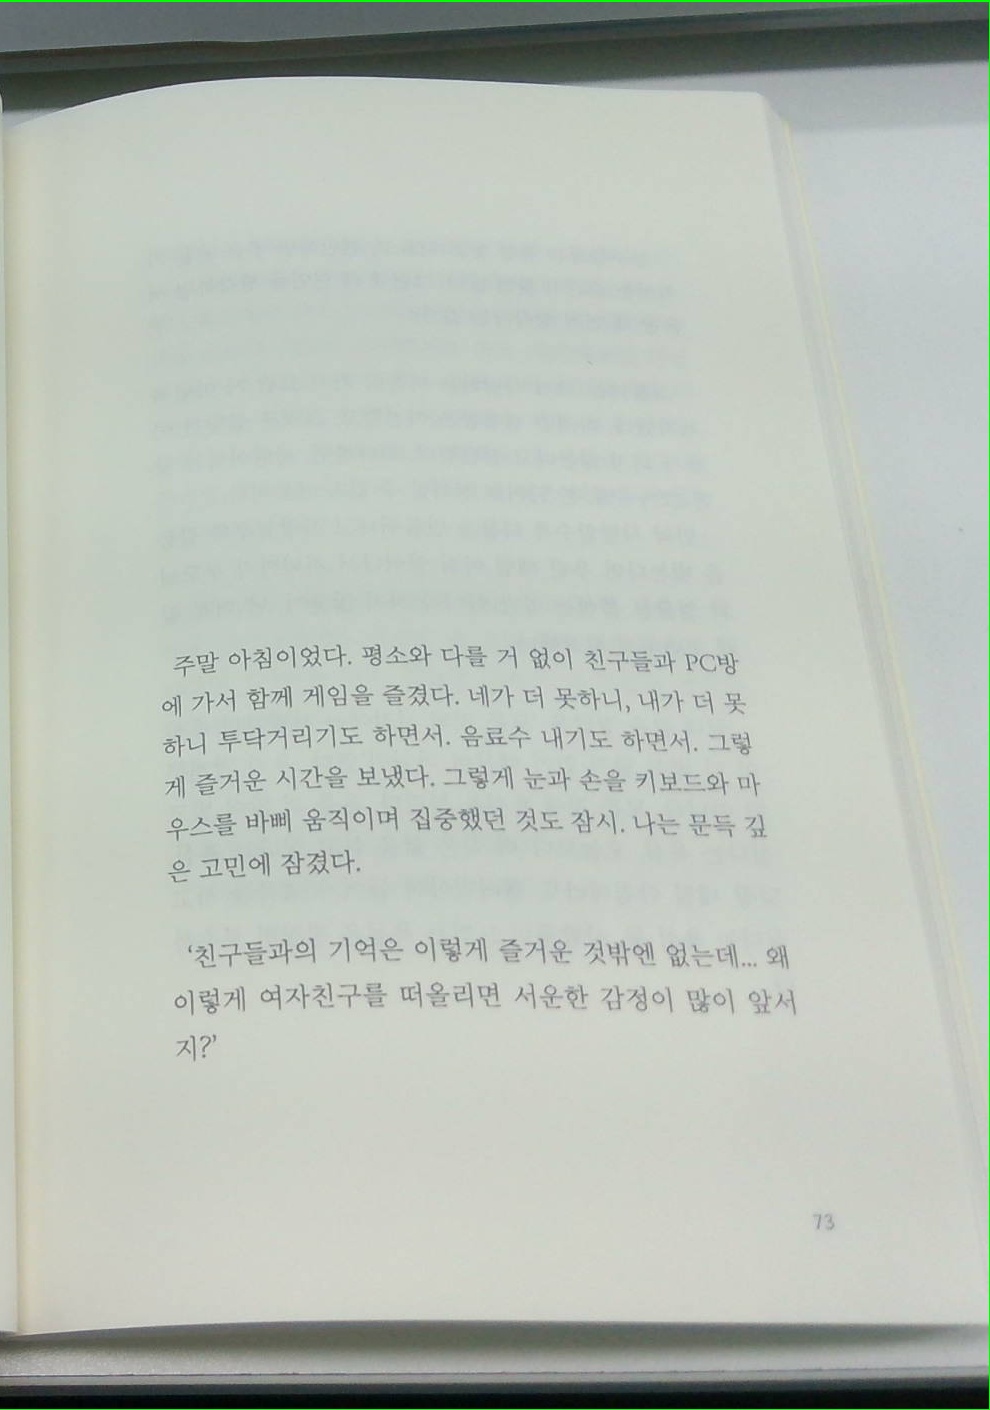 주말 아침이었다. 평소와 다를 거 없이 친구들과 PC방
에 가서 함께 게임을 즐겼다. 네가 더 못하니, 내가 더 못
하니 투닥거리기도 하면서. 음료수 내기도 하면서. 그렇
게 즐거운 시간을 보냈다. 그렇게 눈과 손을 키보드와 마
우스를 바삐 움직이며 집중했던 것도 잠시. 나는 문득 깊
은 고민에 잠겼다.
‘친구들과의 기억은 이렇게 즐거운 것밖엔 없는데... 왜
이렇게 여자친구를 떠올리면 서운한 감정이 많이 앞서
지?’
73